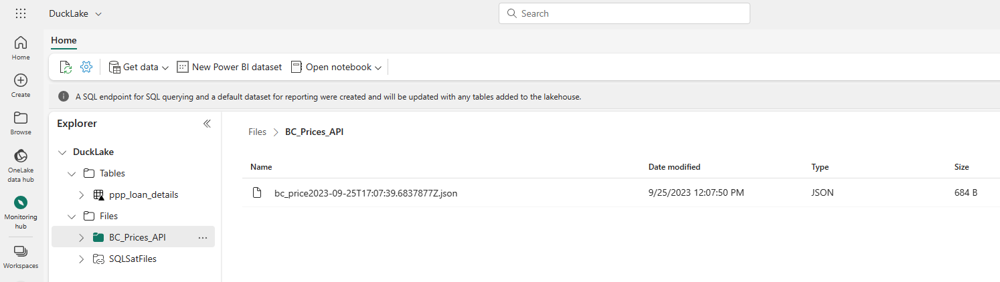 DuckLake
Search
Home
Home
Get data
New Power BI dataset
Open notebook
Create
A SQL endpoint for SQL querying and a default dataset for reporting were created and will be updated with any tables added to the lakehouse.
Browse
OneLake
data hub
Monitoring
hub
Workspaces
Explorer
DuckLake
Tables
ppp_loan_details
Files
BC_Prices_API
...
SQLSatFiles
Files > BC_Prices_API
Name Date modified Type Size
bc_price2023-09-25T17:07:39.6837877Z.json 9/25/2023 12:07:50 PM JSON 684 B